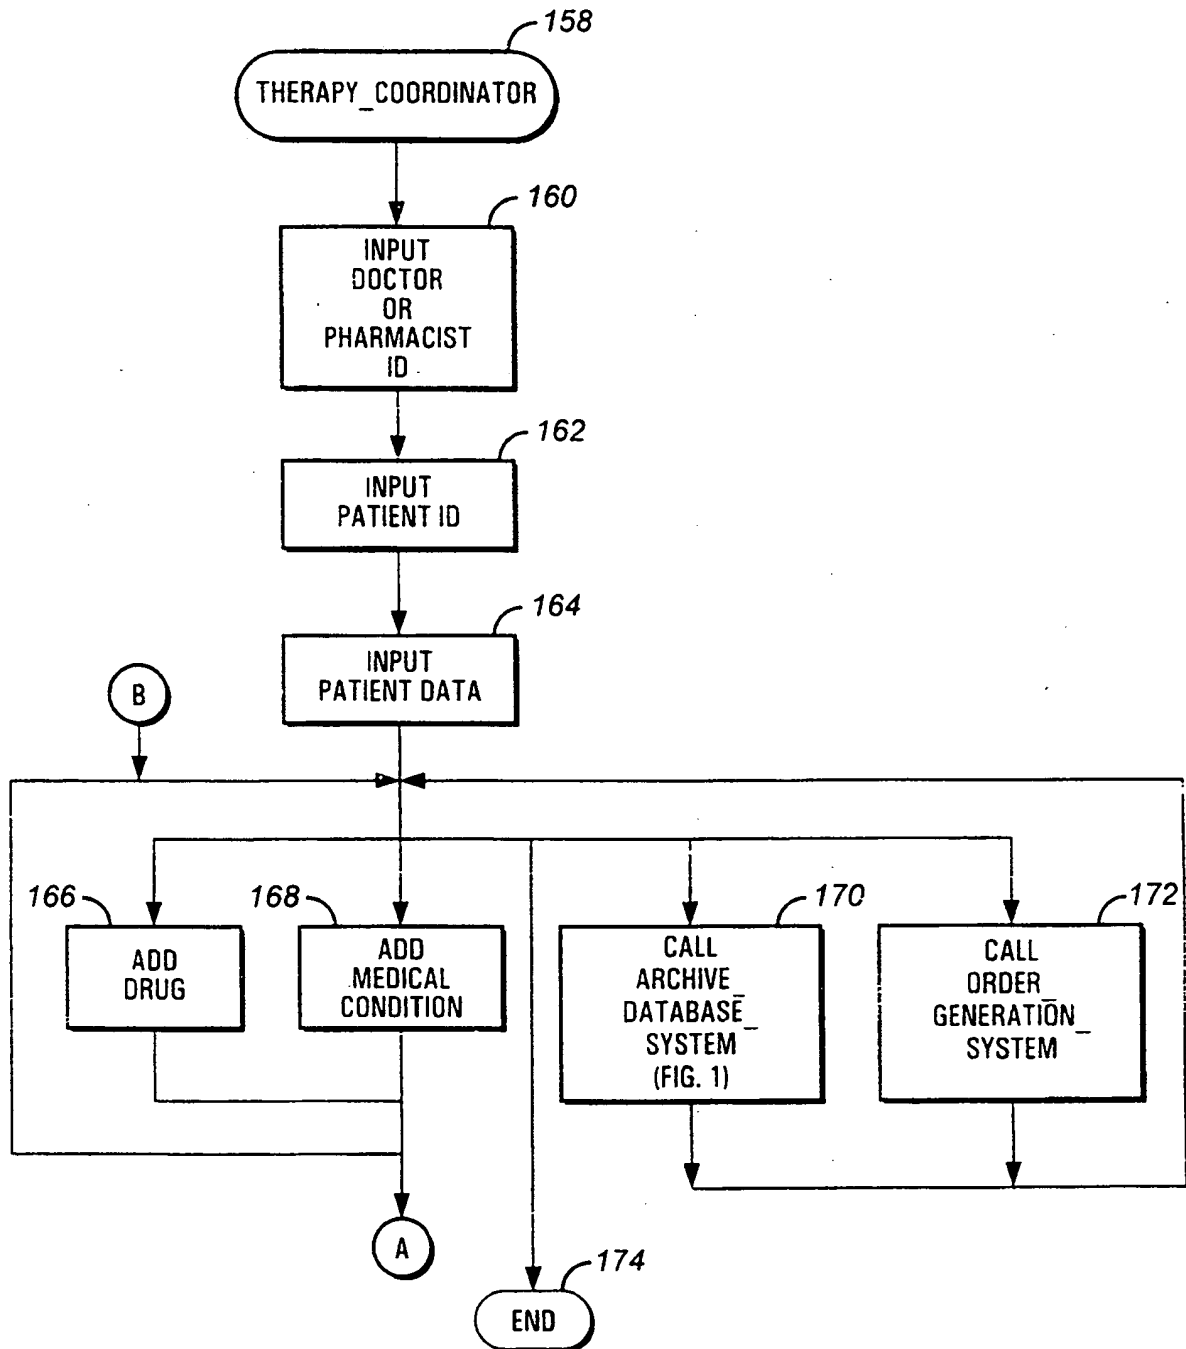 158
THERAPY_COORDINATOR
160
INPUT
DOCTOR
OR
PHARMACIST
ID
162
INPUT
PATIENT ID
164
INPUT
PATIENT DATA
B
166
ADD
DRUG
168
ADD
MEDICAL
CONDITION
170
CALL
ARCHIVE_
DATABASE_
SYSTEM
(FIG. 1)
172
CALL
ORDER_
GENERATION_
SYSTEM
A
174
END